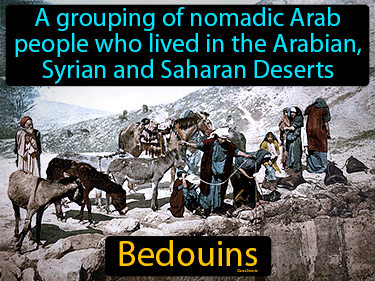 A grouping of nomadic Arab
people who lived in the Arabian,
Syrian and Saharan Deserts
Bedouins